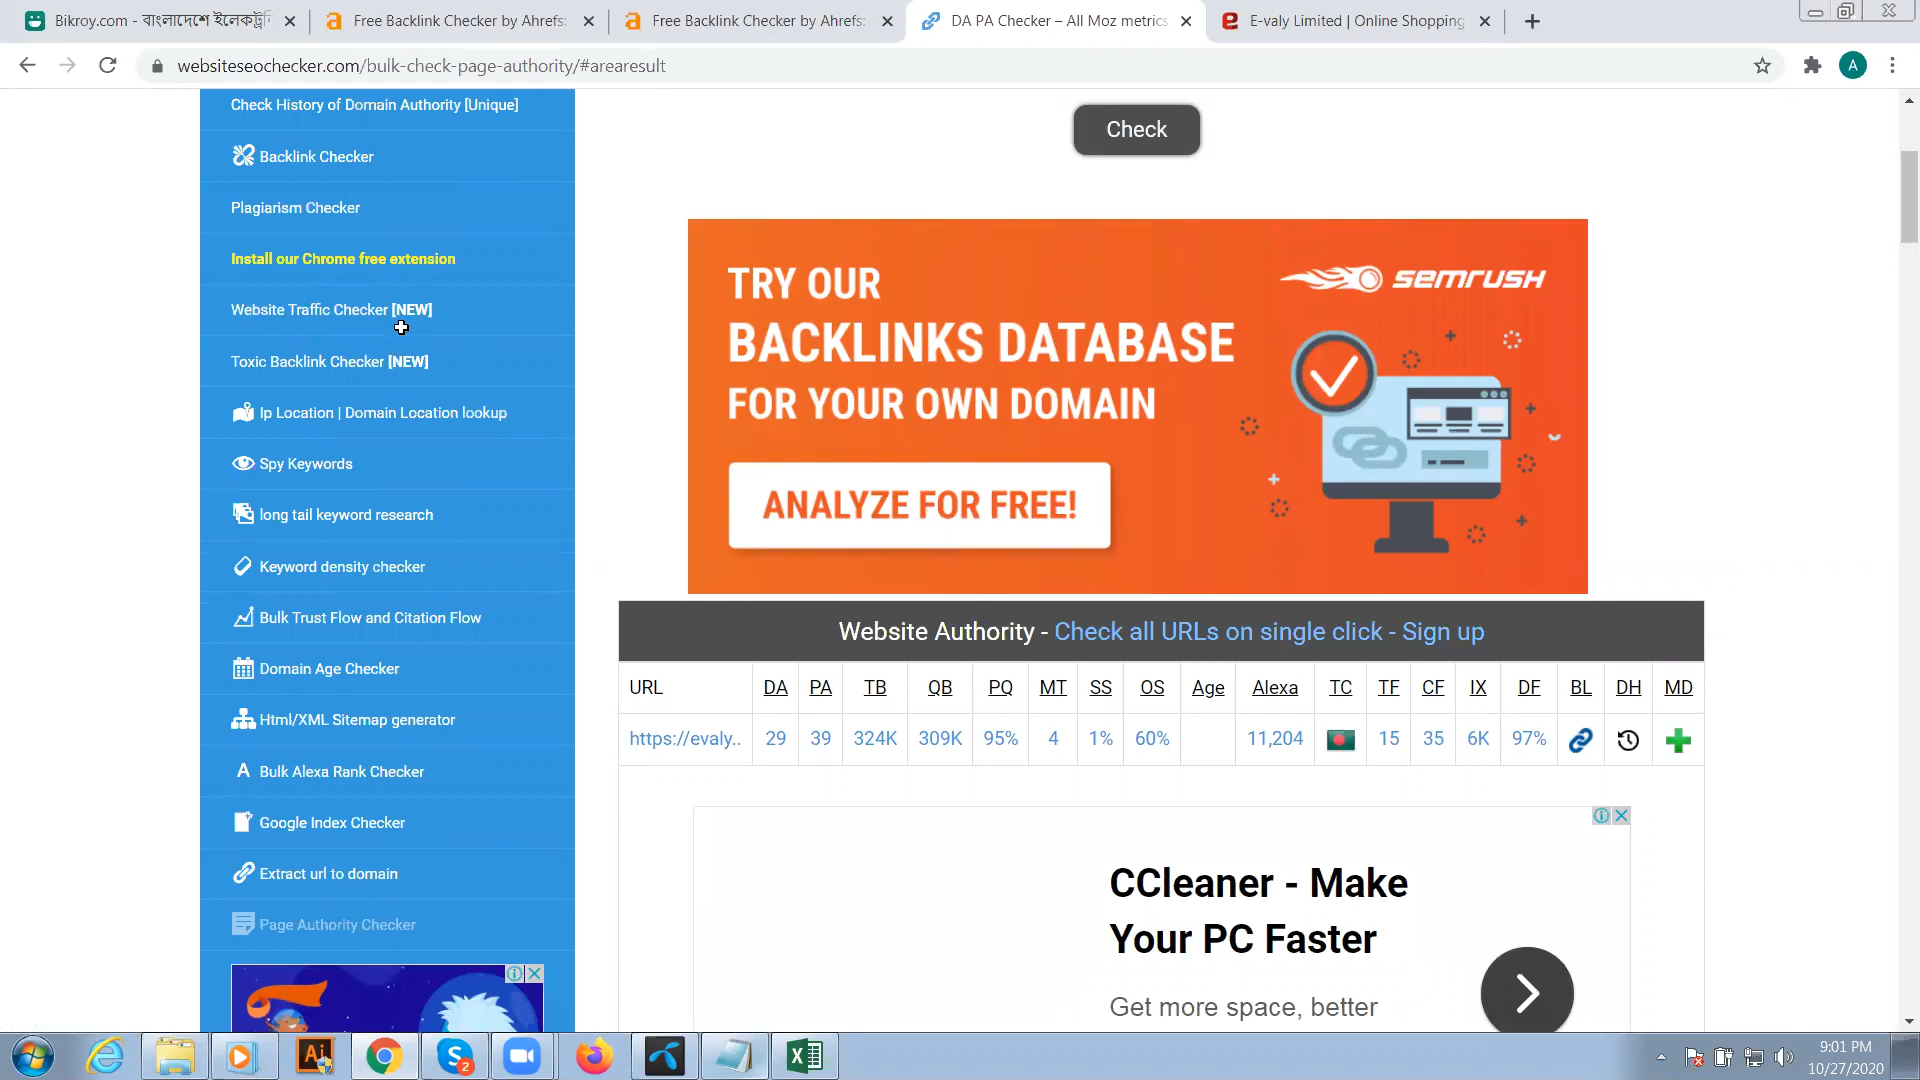 Bikroy.com - বাংলাদেশে ইলেকট্রনি
Free Backlink Checker by Ahrefs:
Free Backlink Checker by Ahrefs:
DA PA Checker – All Moz metrics
E-valy Limited | Online Shopping
websiteseochecker.com/bulk-check-page-authority/#arearesult
A
Check History of Domain Authority [Unique]
Backlink Checker
Plagiarism Checker
Install our Chrome free extension
Website Traffic Checker [NEW]
Toxic Backlink Checker [NEW]
Ip Location | Domain Location lookup
Spy Keywords
long tail keyword research
Keyword density checker
Bulk Trust Flow and Citation Flow
Domain Age Checker
Html/XML Sitemap generator
A Bulk Alexa Rank Checker
Google Index Checker
Extract url to domain
Page Authority Checker
Check
TRY OUR
BACKLINKS DATABASE
FOR YOUR OWN DOMAIN
ANALYZE FOR FREE!
SEMRUSH
Website Authority - Check all URLs on single click - Sign up
URL DA PA TB QB PQ MT SS OS Age Alexa TC TF CF IX DF BL DH MD
https://evaly.. 29 39 324K 309K 95% 4 1% 60% 11,204 15 35 6K 97%
CCleaner - Make
Your PC Faster
Get more space, better
Ai
2
9:01 PM
10/27/2020